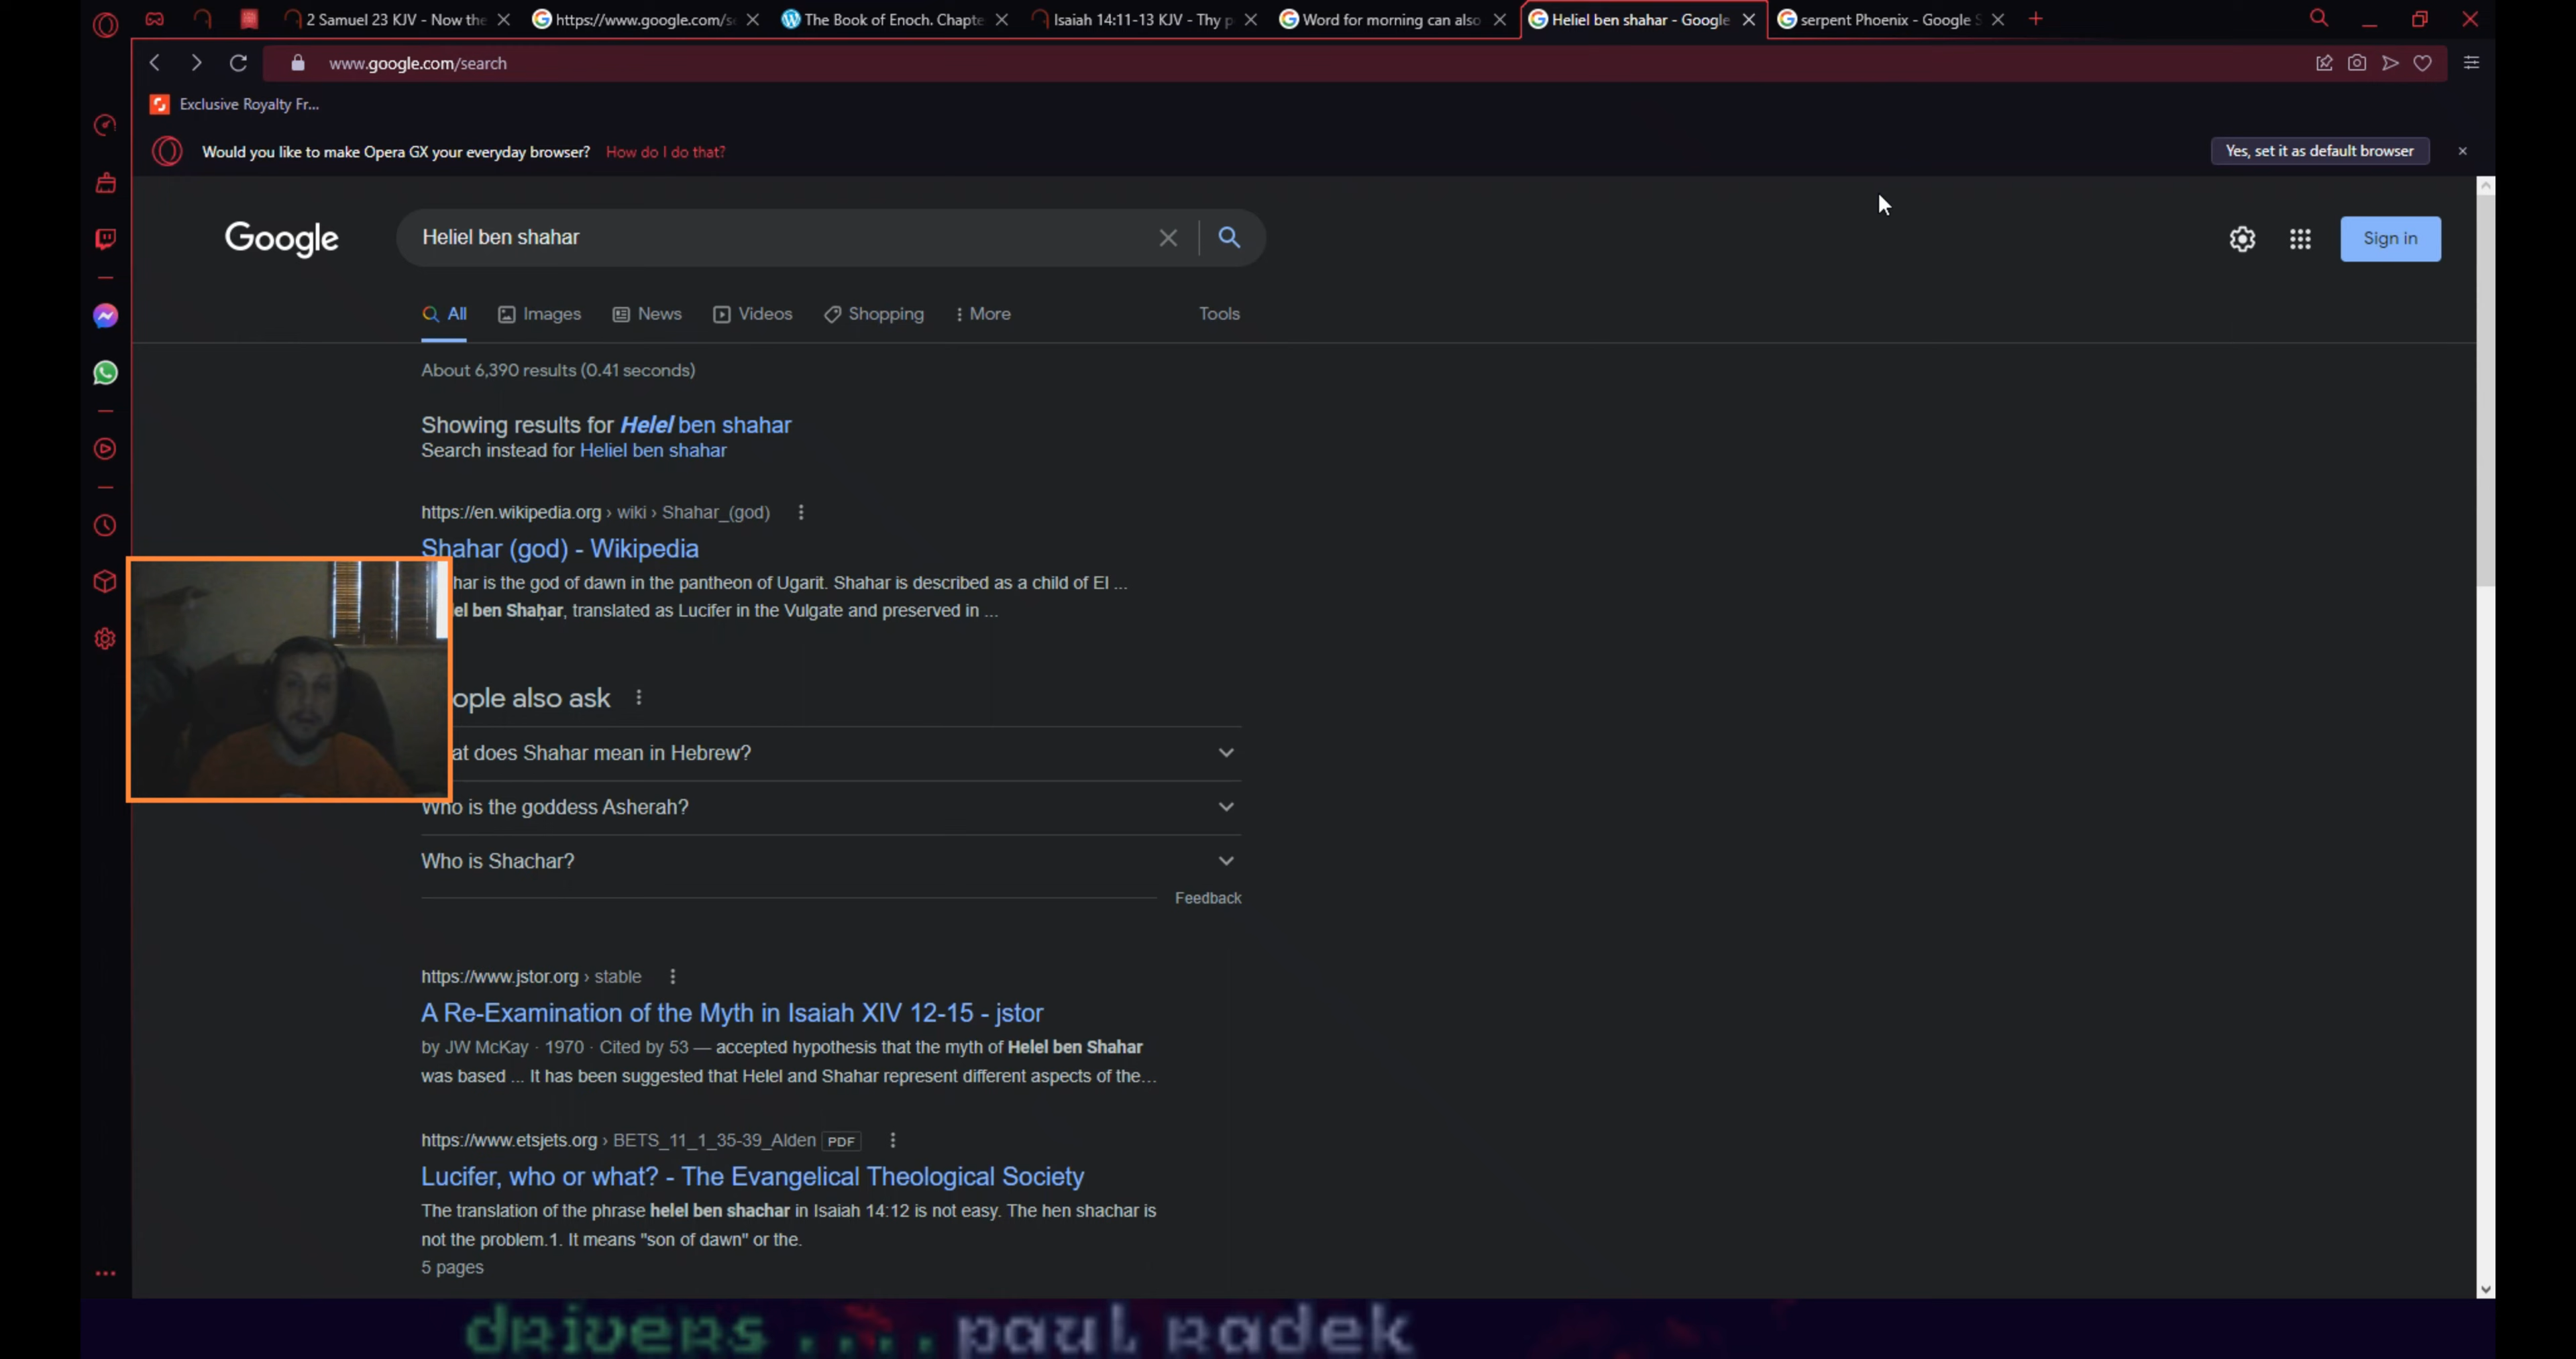 2 Samuel 23 KJV - Now the
https://www.google.com/s
The Book of Enoch. Chapte
Isaiah 14:11-13 KJV - Thy p
Word for morning can also
Heliel ben shahar - Google
serpent Phoenix - Google S
www.google.com/search
Exclusive Royalty Fr...
Would you like to make Opera GX your everyday browser? How do I do that?
Yes, set it as default browser
Google
Heliel ben shahar
Sign in
All Images News Videos Shopping More Tools
About 6,390 results (0.41 seconds)
Showing results for Helel ben shahar
Search instead for Heliel ben shahar
https://en.wikipedia.org › wiki › Shahar_(god)
Shahar (god) - Wikipedia
har is the god of dawn in the pantheon of Ugarit. Shahar is described as a child of El ...
el ben Shaḥar, translated as Lucifer in the Vulgate and preserved in ...
ople also ask
at does Shahar mean in Hebrew?
Who is the goddess Asherah?
Who is Shachar?
Feedback
https://www.jstor.org › stable
A Re-Examination of the Myth in Isaiah XIV 12-15 - jstor
by JW McKay · 1970 · Cited by 53 — accepted hypothesis that the myth of Helel ben Shahar
was based ... It has been suggested that Helel and Shahar represent different aspects of the...
https://www.etsjets.org › BETS_11_1_35-39_Alden PDF
Lucifer, who or what? - The Evangelical Theological Society
The translation of the phrase helel ben shachar in Isaiah 14:12 is not easy. The hen shachar is
not the problem.1. It means "son of dawn" or the.
5 pages
drivers .... paul radek